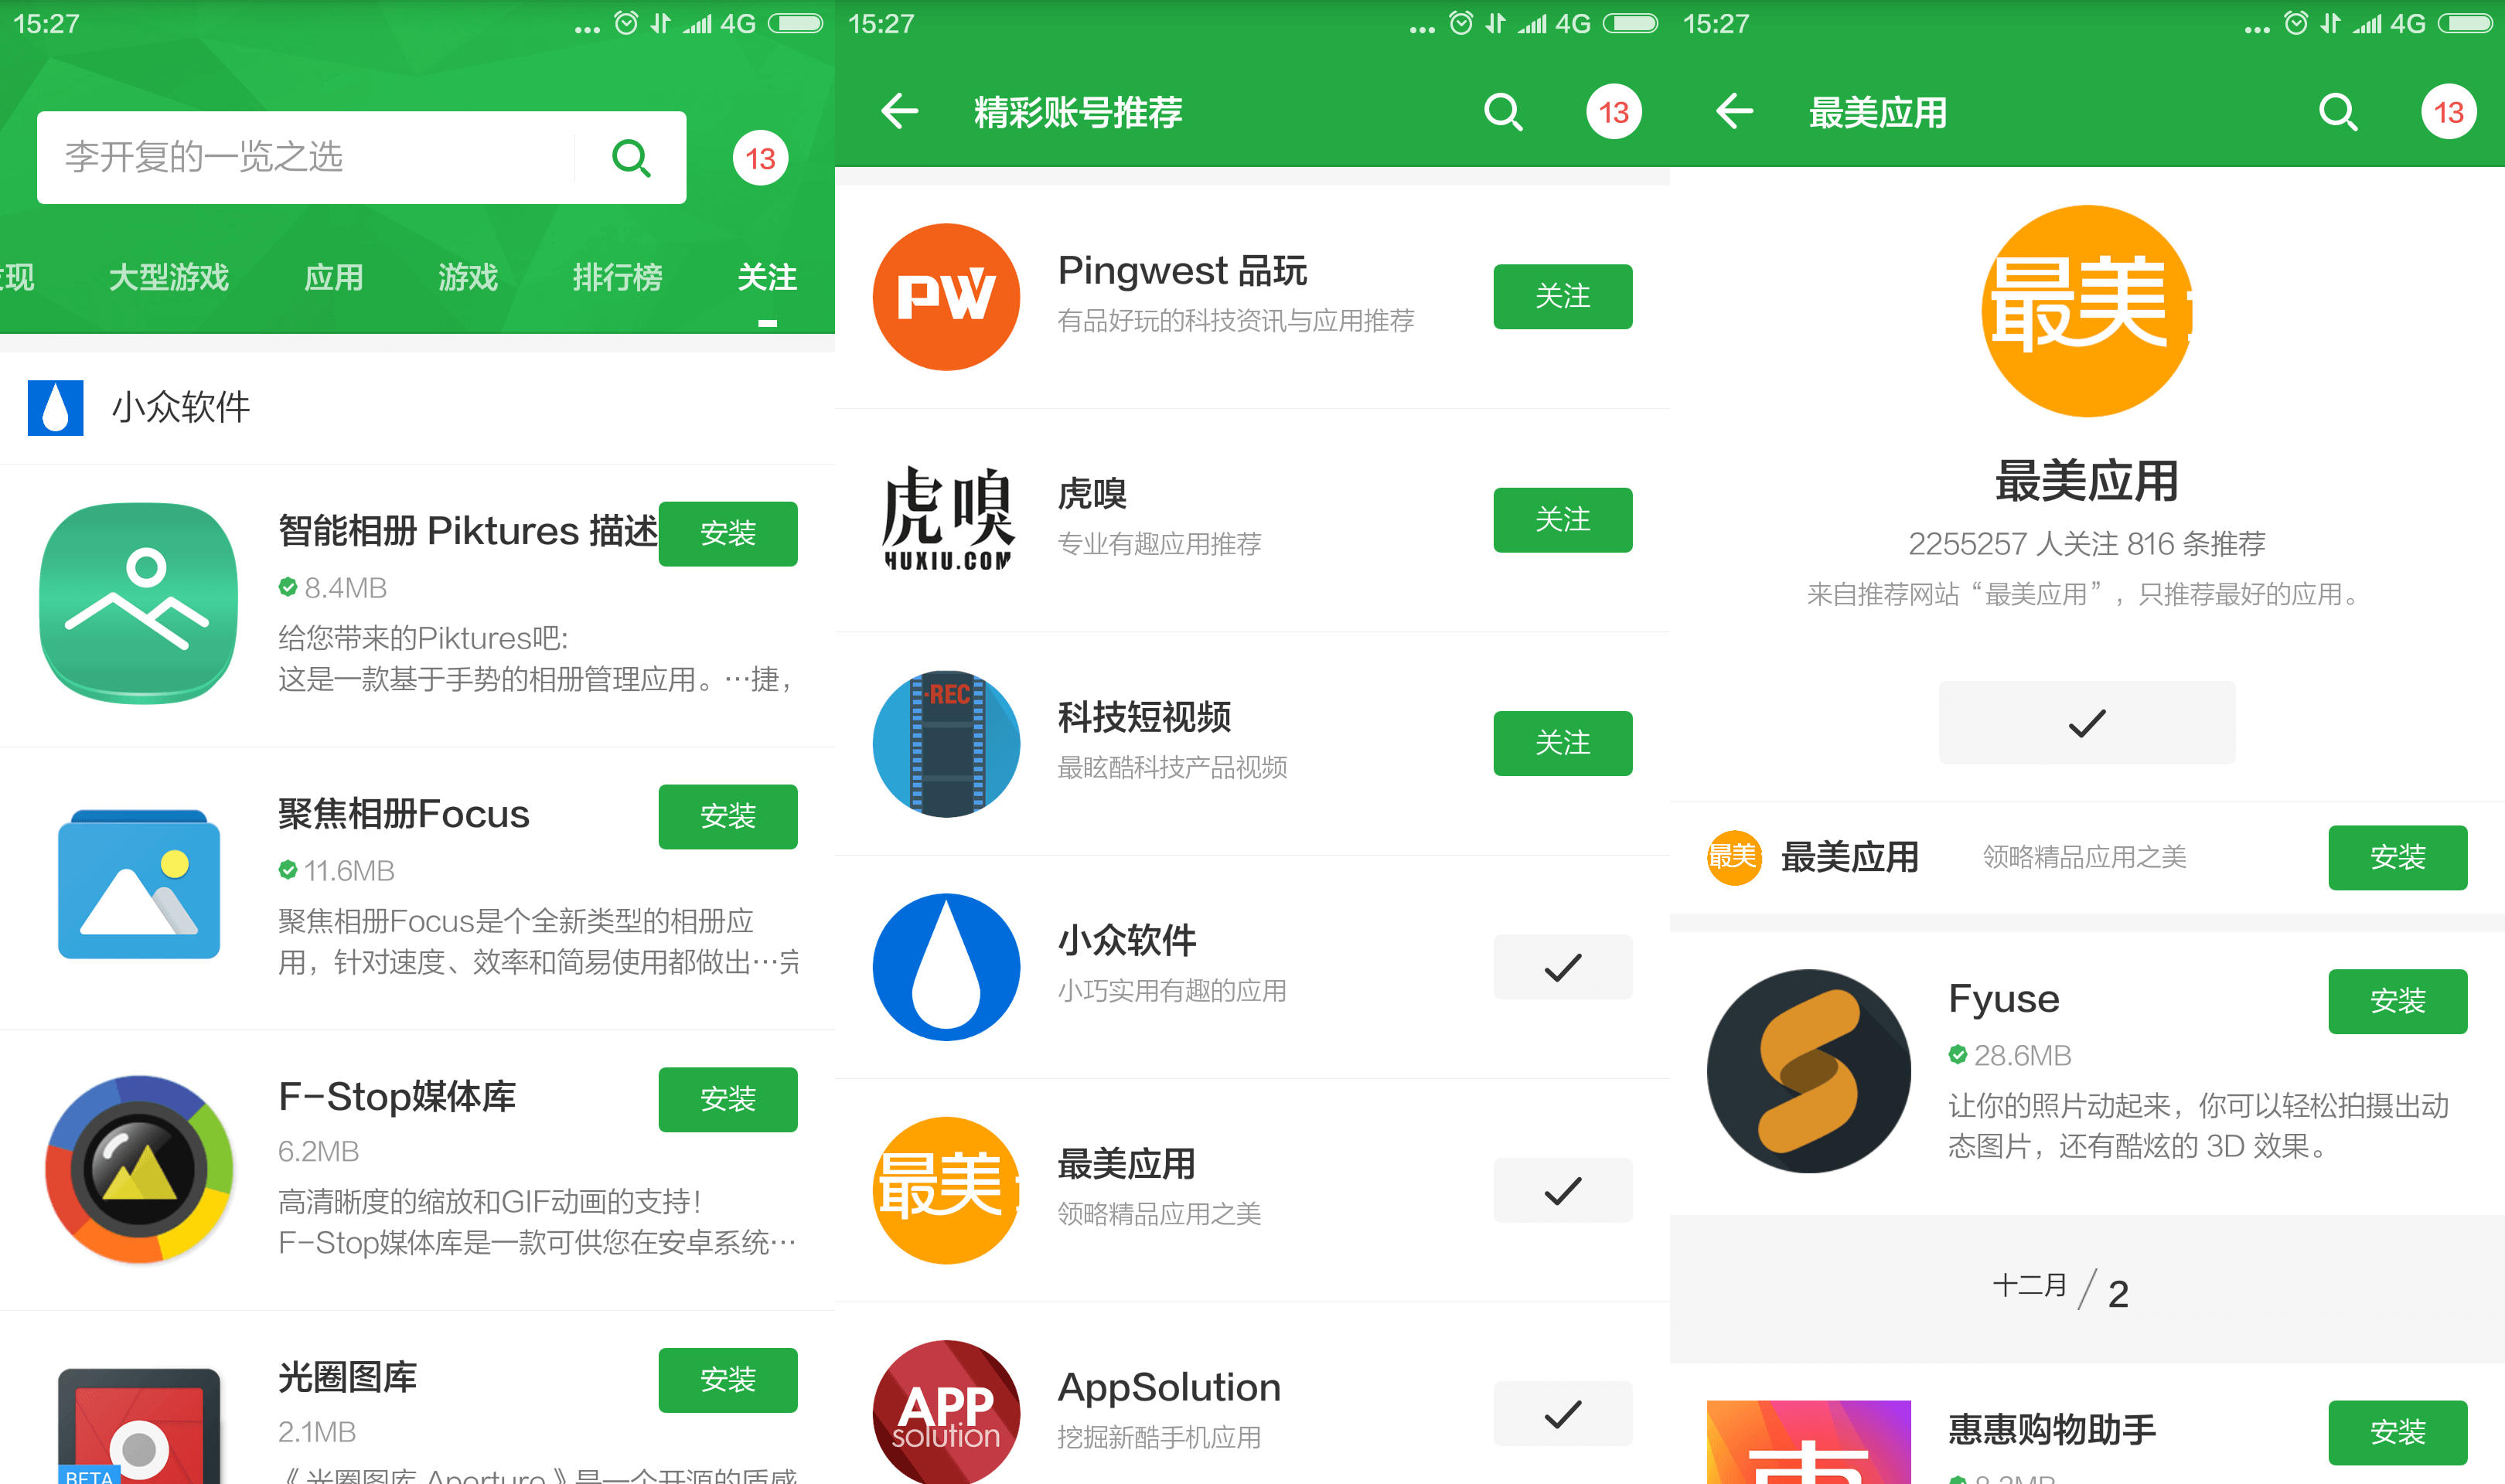 15:27
4G
李开复的一览之选
13
现
大型游戏
应用
游戏
排行榜
关注
小众软件
智能相册 Piktures 描述
安装
8.4MB
给您带来的Piktures吧:
这是一款基于手势的相册管理应用。…捷，
聚焦相册Focus
安装
11.6MB
聚焦相册Focus是个全新类型的相册应
用，针对速度、效率和简易使用都做出…完
F-Stop媒体库
安装
6.2MB
高清晰度的缩放和GIF动画的支持！
F-Stop媒体库是一款可供您在安卓系统…
光圈图库
安装
2.1MB
BETA
《光圈图库 Aperture》是一个开源的质感
15:27
4G
精彩账号推荐
13
PW
Pingwest 品玩
有品好玩的科技资讯与应用推荐
关注
虎嗅
HUXIU.COM
虎嗅
专业有趣应用推荐
关注
REC
科技短视频
最眩酷科技产品视频
关注
小众软件
小巧实用有趣的应用
最美
最美应用
领略精品应用之美
APP
solution
AppSolution
挖掘新酷手机应用
15:27
4G
最美应用
13
最美
最美应用
2255257 人关注 816 条推荐
来自推荐网站“最美应用”，只推荐最好的应用。
最美
最美应用
领略精品应用之美
安装
Fyuse
安装
28.6MB
让你的照片动起来，你可以轻松拍摄出动
态图片，还有酷炫的 3D 效果。
十二月 / 2
惠惠购物助手
安装
8.2MB